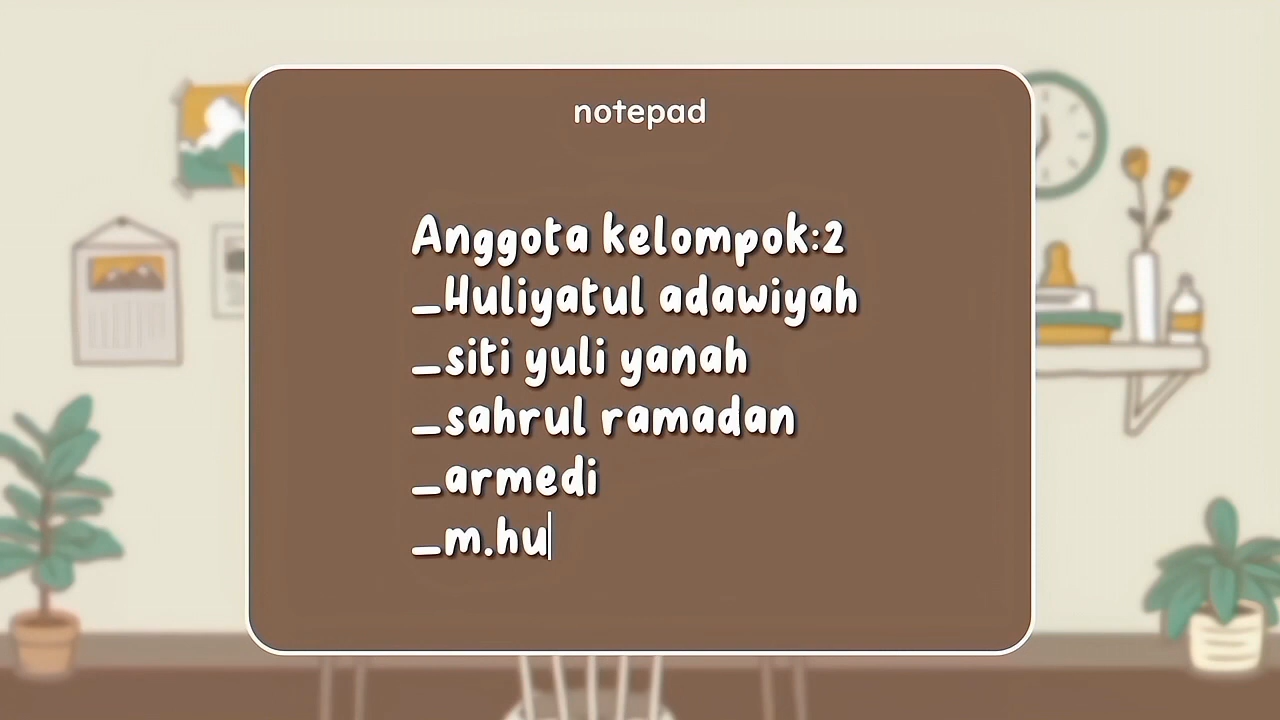 notepad
Anggota kelompok:2
_Huliyatul adawiyah
_siti yuli yanah
_sahrul ramadan
_armedi
_m.hu